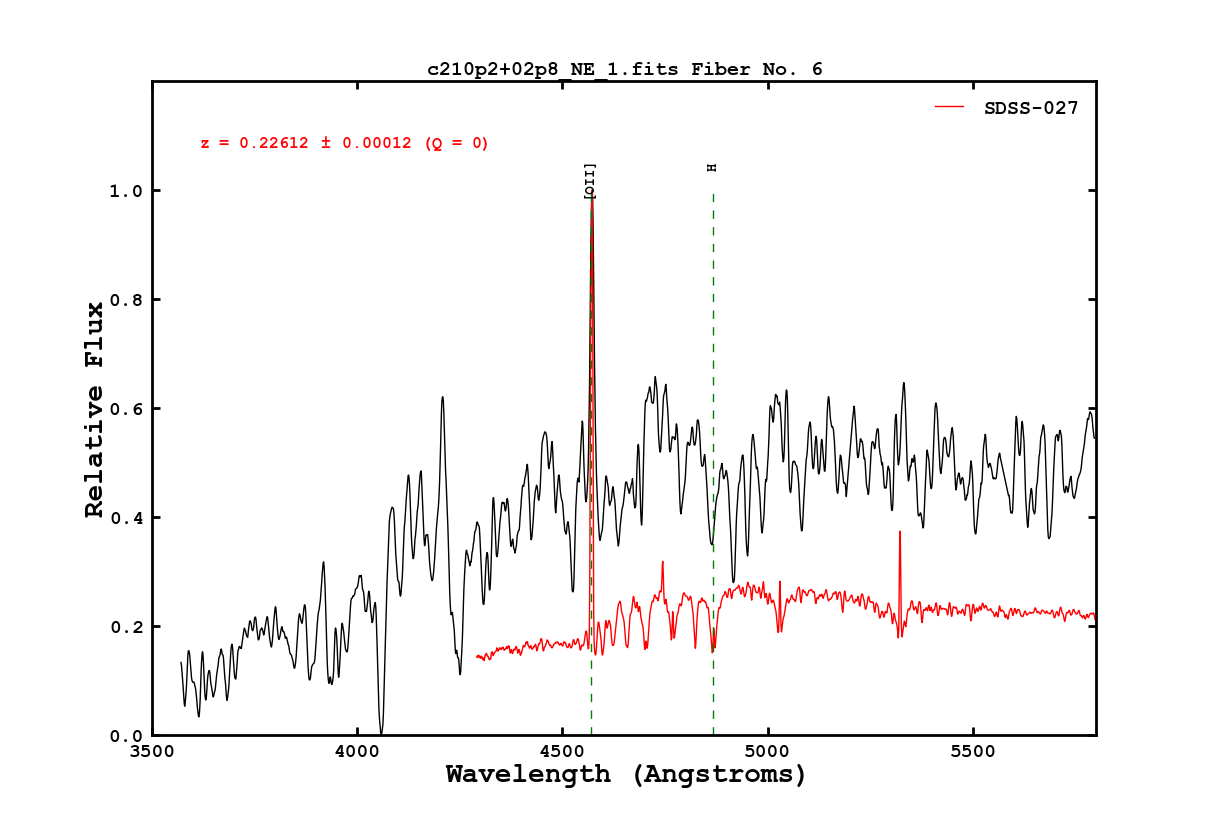 c210p2+02p8_NE_1.fits Fiber No. 6
SDSS-027
z = 0.22612 ± 0.00012 (Q = 0)
[OII]
H
1.0
0.8
0.6
0.4
0.2
0.0
Relative Flux
3500 4000 4500 5000 5500
Wavelength (Angstroms)